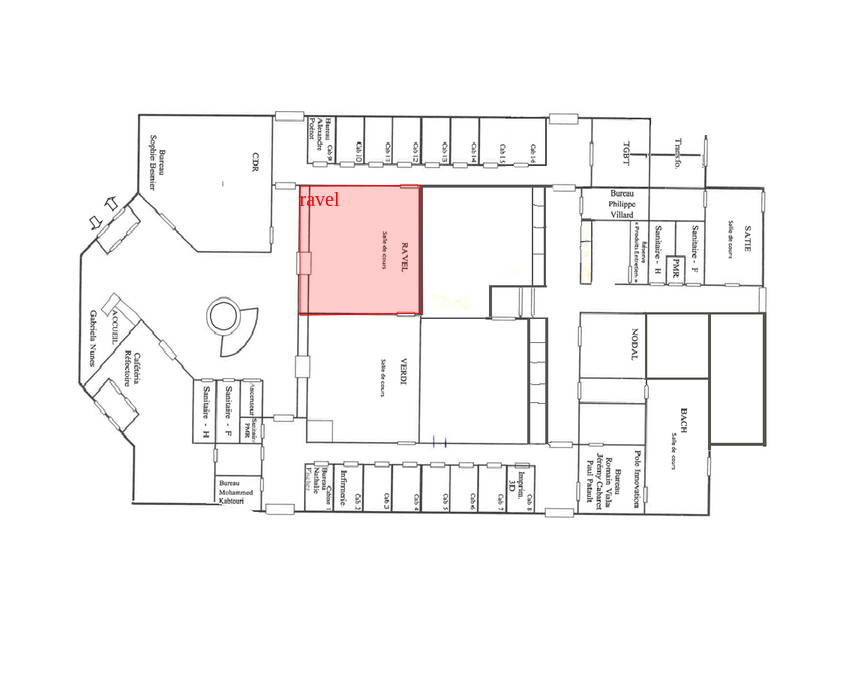 Bureau
Sophie Besnier
CDR
Bureau
Alexandre
Poënot
Cab 9
Cab 10
Cab 11
Cab 12
Cab 13
Cab 14
Cab 15
Cab 16
TGBT
Transfo.
ravel
RAVEL
Salle de cours
Bureau
Philippe
Villard
Réserve
« Produits Entretien »
Sanitaire - H
PMR
Sanitaire - F
SATIE
Salle de cours
Gabriela Nunes
ACCUEIL
Cafétéria
Réfectoire
Sanitaire - H
Sanitaire - F
Ascenseur
Sanitaire
PMR
VERDI
Salle de cours
NODAL
BACH
Salle de cours
Bureau
Mohammed
Kabtouri
Bureau
Nathalie
Infirmerie
Cab 2
Cab 3
Cab 4
Cab 5
Cab 6
Cab 7
Cab 8
Imprim.
3D
Bureau
Romain Viala
Jérémy Cabaret
Paul Patault
Pole Innovation